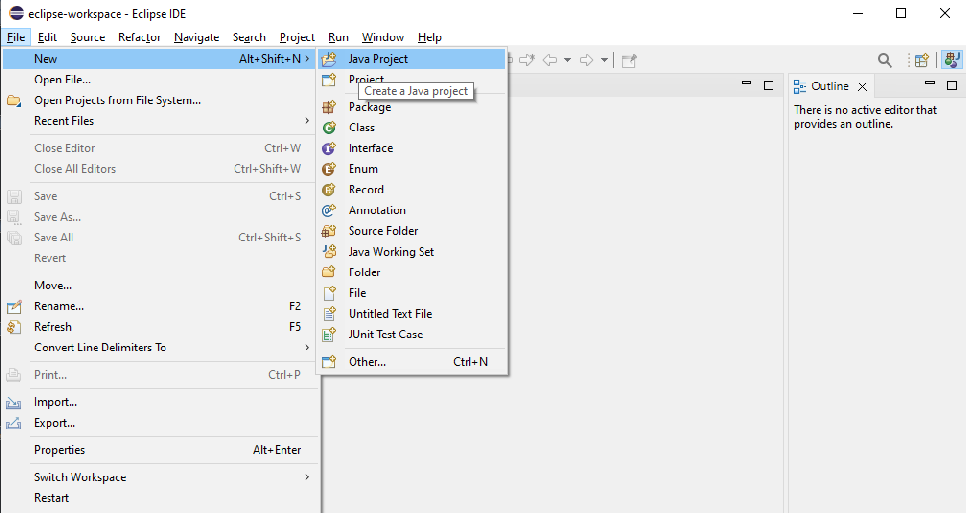 eclipse-workspace - Eclipse IDE
File Edit Source Refactor Navigate Search Project Run Window Help
New Alt+Shift+N
Open File...
Open Projects from File System...
Recent Files
Close Editor Ctrl+W
Close All Editors Ctrl+Shift+W
Save Ctrl+S
Save As...
Save All Ctrl+Shift+S
Revert
Move...
Rename... F2
Refresh F5
Convert Line Delimiters To
Print... Ctrl+P
Import...
Export...
Properties Alt+Enter
Switch Workspace
Restart
Java Project
Project...
Create a Java project
Package
Class
Interface
Enum
Record
Annotation
Source Folder
Java Working Set
Folder
File
Untitled Text File
JUnit Test Case
Other... Ctrl+N
Outline
There is no active editor that
provides an outline.